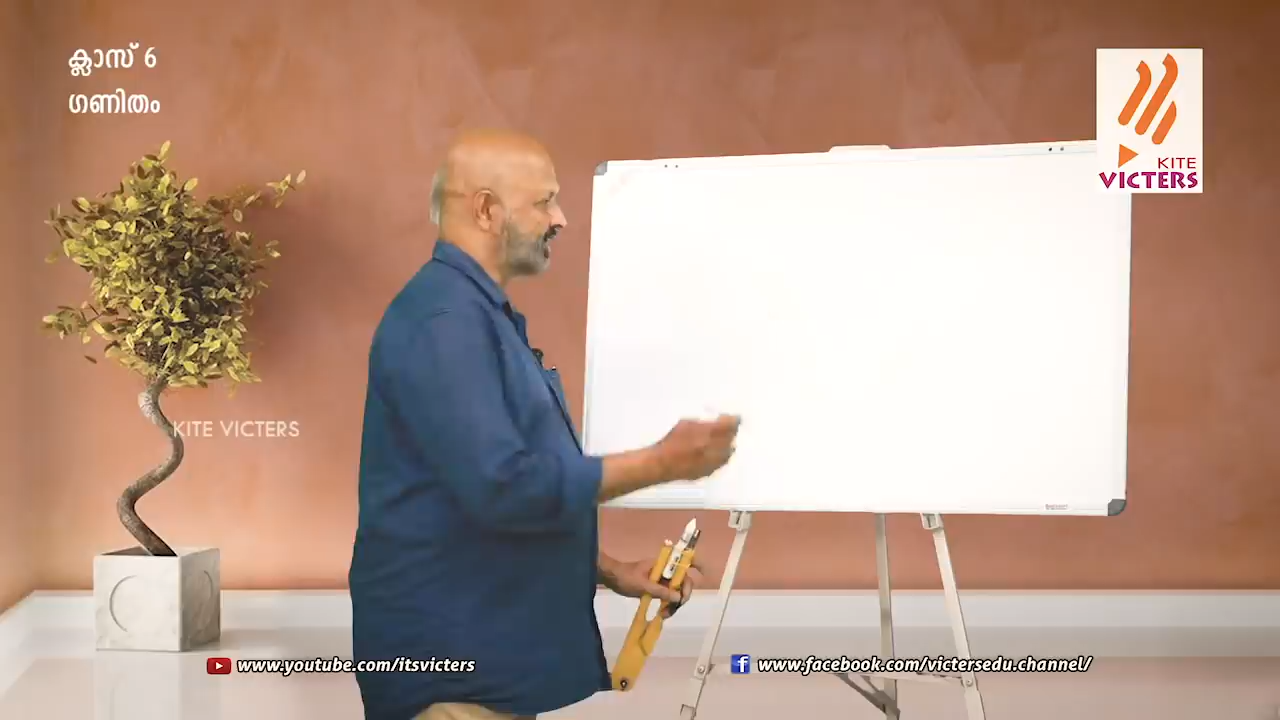 ക്ലാസ് 6
ഗണിതം
KITE
VICTERS
KITE VICTERS
www.youtube.com/itsvicters
www.facebook.com/victersedu.channel/